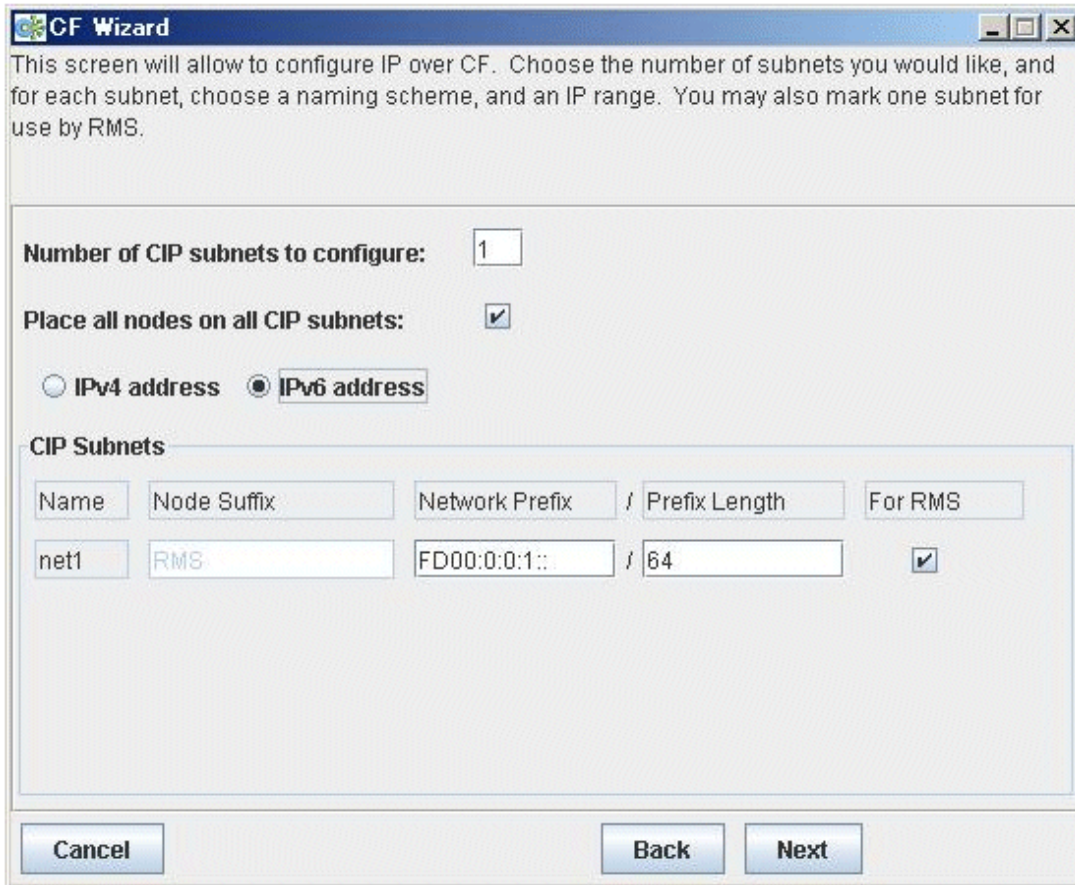 CF Wizard
This screen will allow to configure IP over CF. Choose the number of subnets you would like, and
for each subnet, choose a naming scheme, and an IP range. You may also mark one subnet for
use by RMS.
Number of CIP subnets to configure: 1
Place all nodes on all CIP subnets:
IPv4 address IPv6 address
CIP Subnets
Name Node Suffix Network Prefix / Prefix Length For RMS
net1 RMS FD00:0:0:1:: / 64
Cancel Back Next